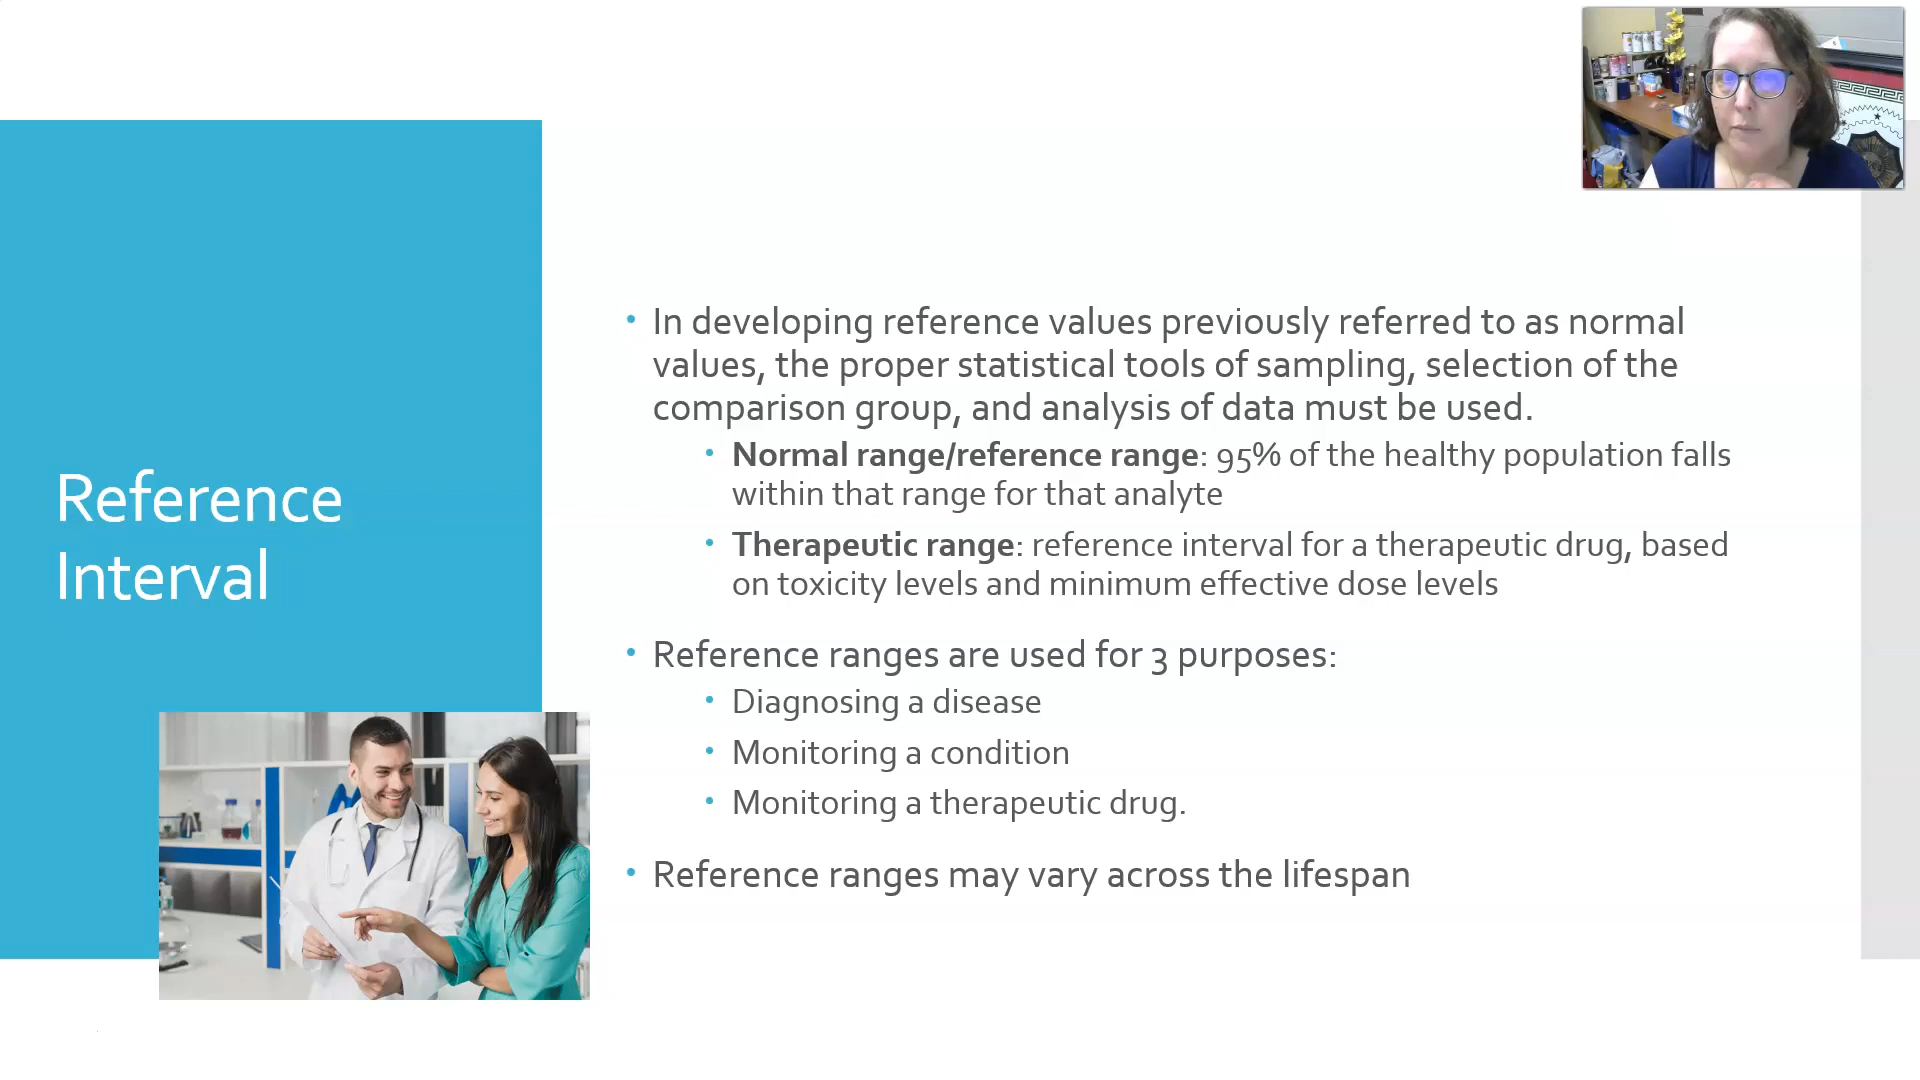 Reference
Interval
• In developing reference values previously referred to as normal
values, the proper statistical tools of sampling, selection of the
comparison group, and analysis of data must be used.
• Normal range/reference range: 95% of the healthy population falls
within that range for that analyte
• Therapeutic range: reference interval for a therapeutic drug, based
on toxicity levels and minimum effective dose levels
• Reference ranges are used for 3 purposes:
• Diagnosing a disease
• Monitoring a condition
• Monitoring a therapeutic drug.
• Reference ranges may vary across the lifespan